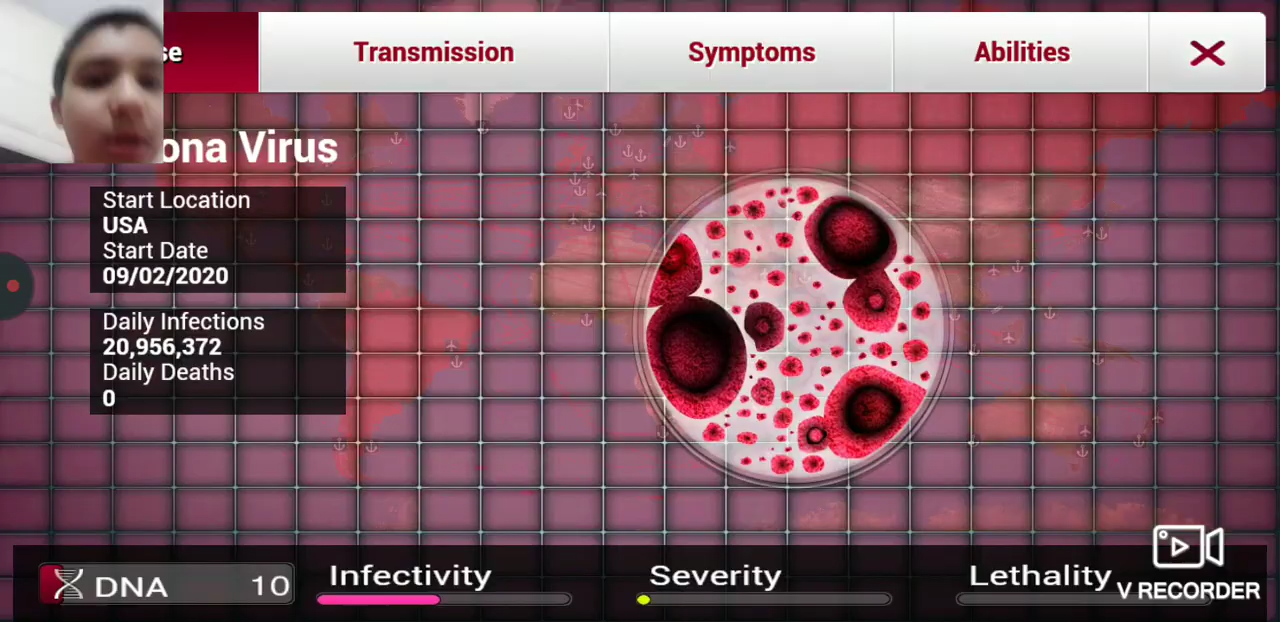 se
Transmission
Symptoms
Abilities
ona Virus
Start Location
USA
Start Date
09/02/2020
Daily Infections
20,956,372
Daily Deaths
0
DNA 10
Infectivity
Severity
Lethality
V RECORDER